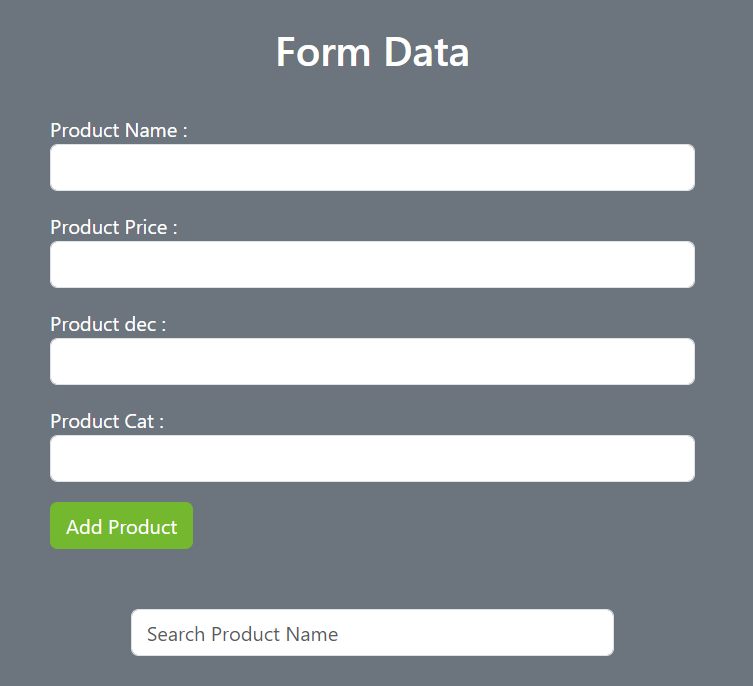 Form Data
Product Name :
Product Price :
Product dec :
Product Cat :
Add Product
Search Product Name